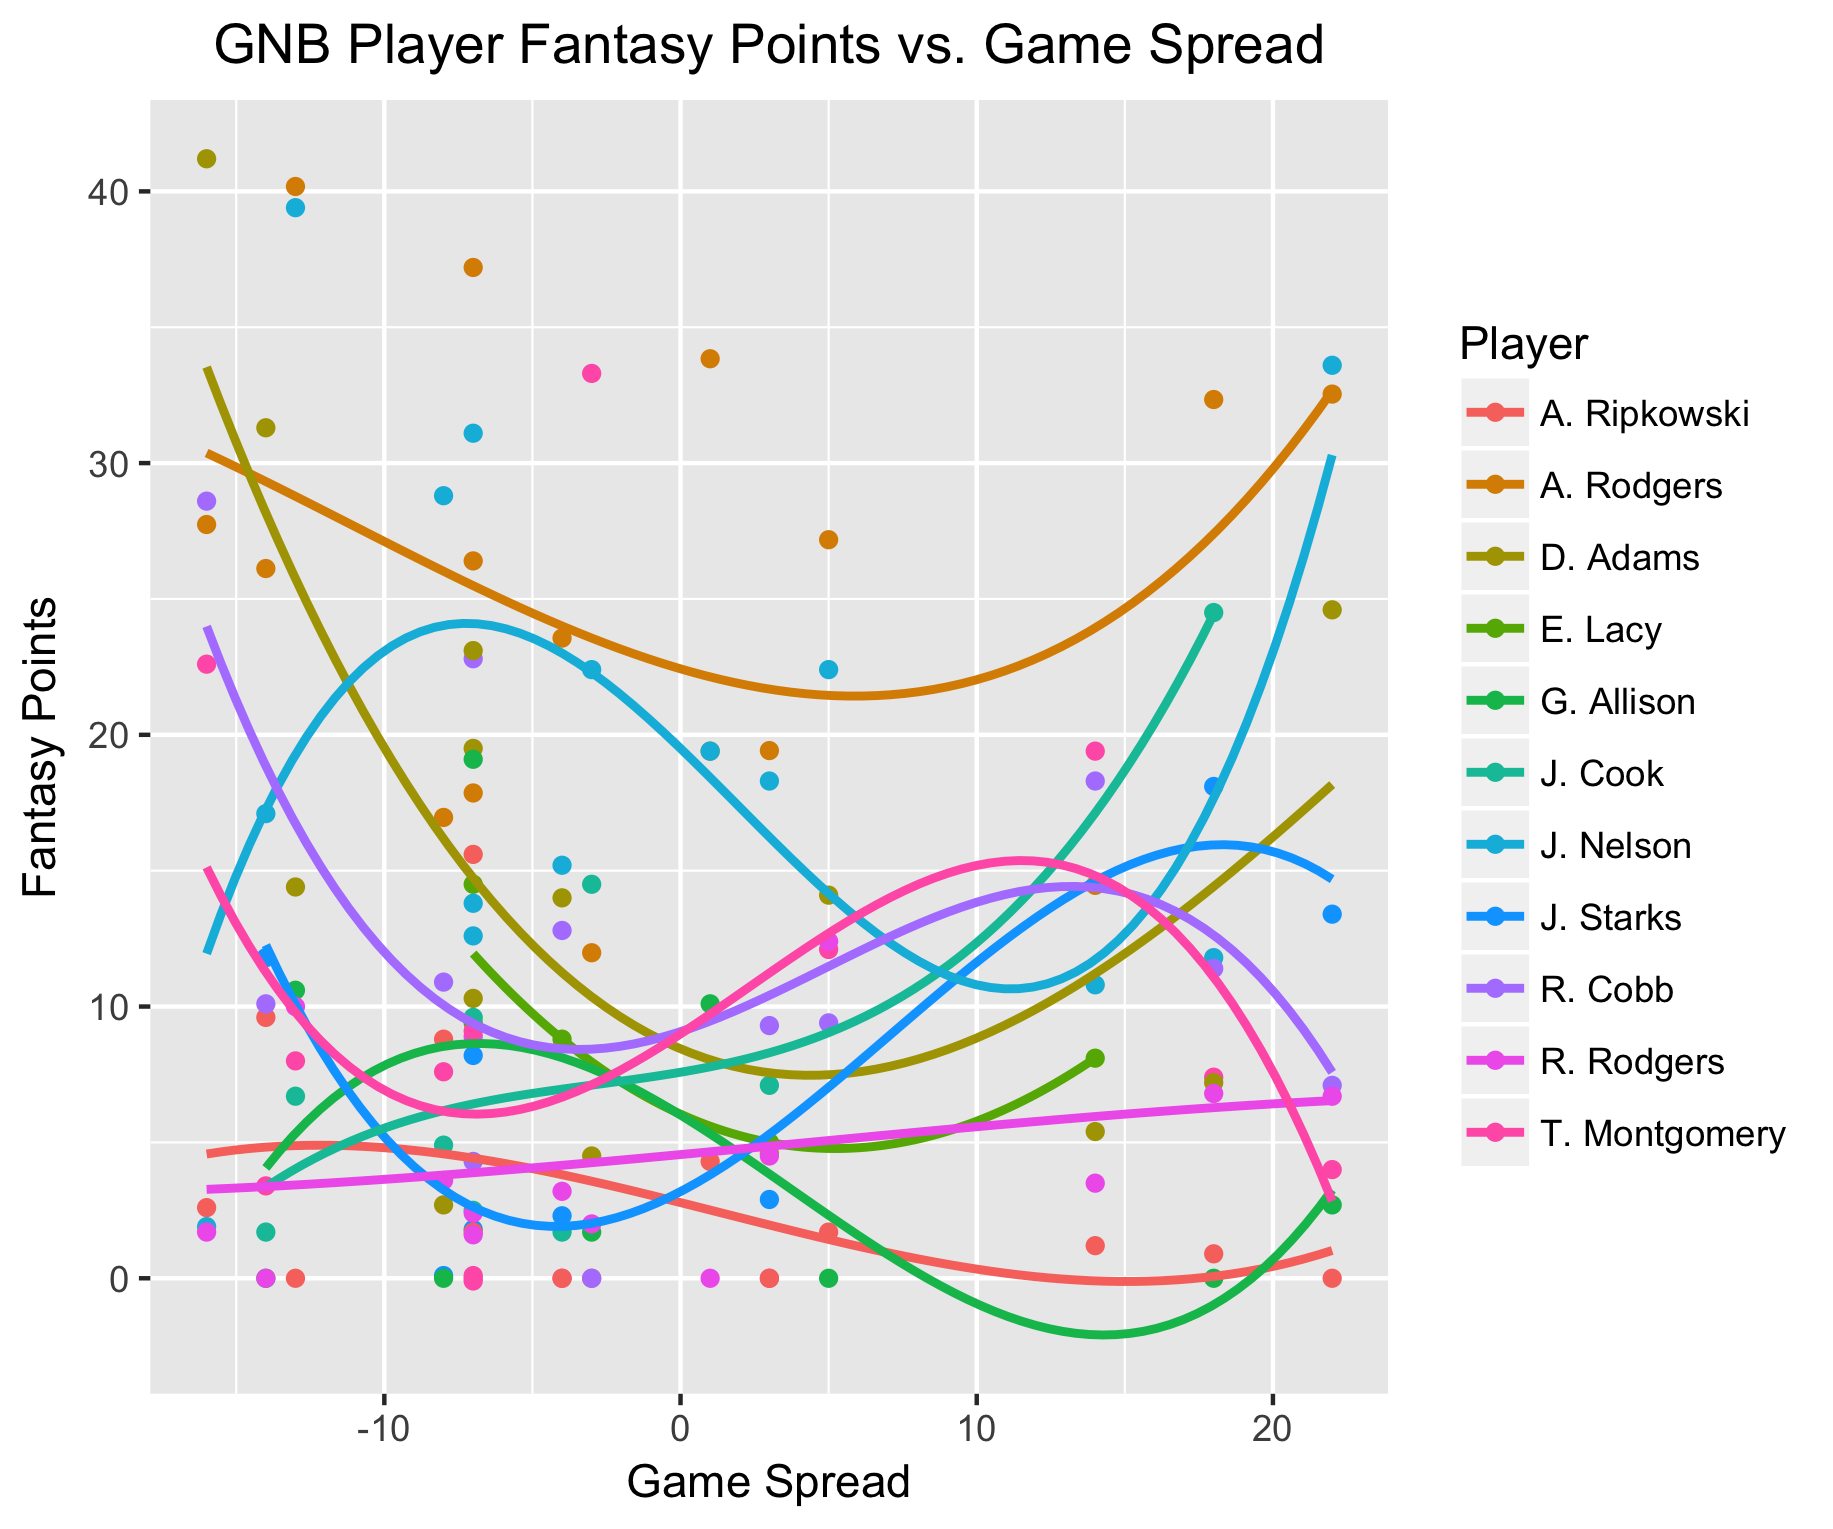 GNB Player Fantasy Points vs. Game Spread
Fantasy Points
40
30
20
10
0
-10
0
10
20
Game Spread
Player
A. Ripkowski
A. Rodgers
D. Adams
E. Lacy
G. Allison
J. Cook
J. Nelson
J. Starks
R. Cobb
R. Rodgers
T. Montgomery